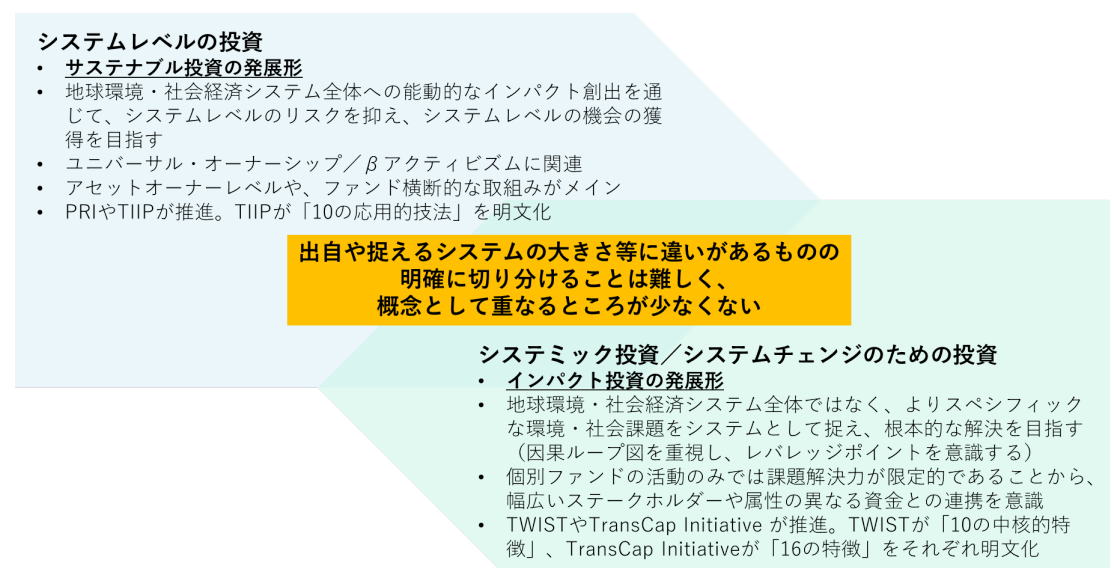 システムレベルの投資
• サステナブル投資の発展形
• 地球環境・社会経済システム全体への能動的なインパクト創出を通
じて、システムレベルのリスクを抑え、システムレベルの機会の獲
得を目指す
• ユニバーサル・オーナーシップ／βアクティビズムに関連
• アセットオーナーレベルや、ファンド横断的な取組みがメイン
• PRIやTIIPが推進。TIIPが「10の応用的技法」を明文化
出自や捉えるシステムの大きさ等に違いがあるものの
明確に切り分けることは難しく、
概念として重なるところが少なくない
システミック投資／システムチェンジのための投資
• インパクト投資の発展形
• 地球環境・社会経済システム全体ではなく、よりスペシフィック
な環境・社会課題をシステムとして捉え、根本的な解決を目指す
（因果ループ図を重視し、レバレッジポイントを意識する）
• 個別ファンドの活動のみでは課題解決力が限定的であることから、
幅広いステークホルダーや属性の異なる資金との連携を意識
• TWISTやTransCap Initiative が推進。TWISTが「10の中核的特
徴」、TransCap Initiativeが「16の特徴」をそれぞれ明文化